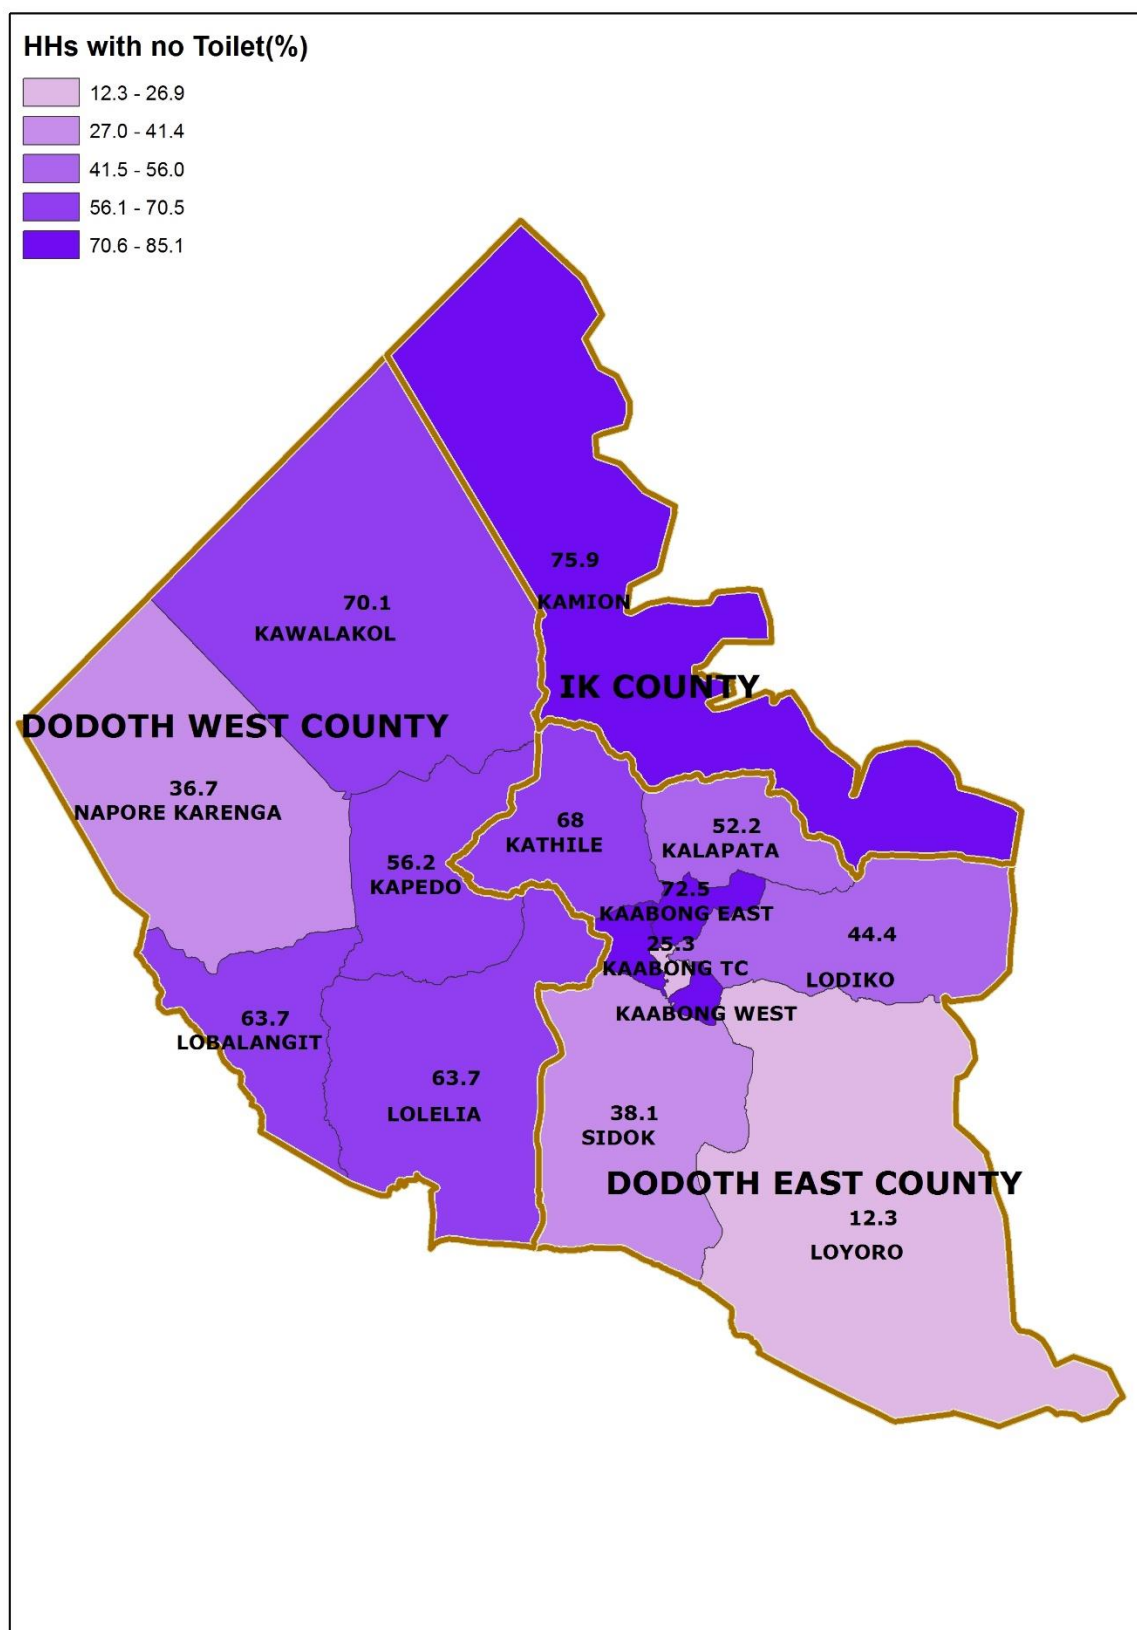 HHs with no Toilet(%)
12.3 - 26.9
27.0 - 41.4
41.5 - 56.0
56.1 - 70.5
70.6 - 85.1
75.9
KAMION
70.1
KAWALAKOL
IK COUNTY
DODOTH WEST COUNTY
36.7
NAPORE KARENGA
68
KATHILE
52.2
KALAPATA
56.2
KAPEDO
72.5
KAABONG EAST
25.3
KAABONG TC
44.4
LODIKO
KAABONG WEST
63.7
LOBALANGIT
63.7
LOLELIA
38.1
SIDOK
DODOTH EAST COUNTY
12.3
LOYORO